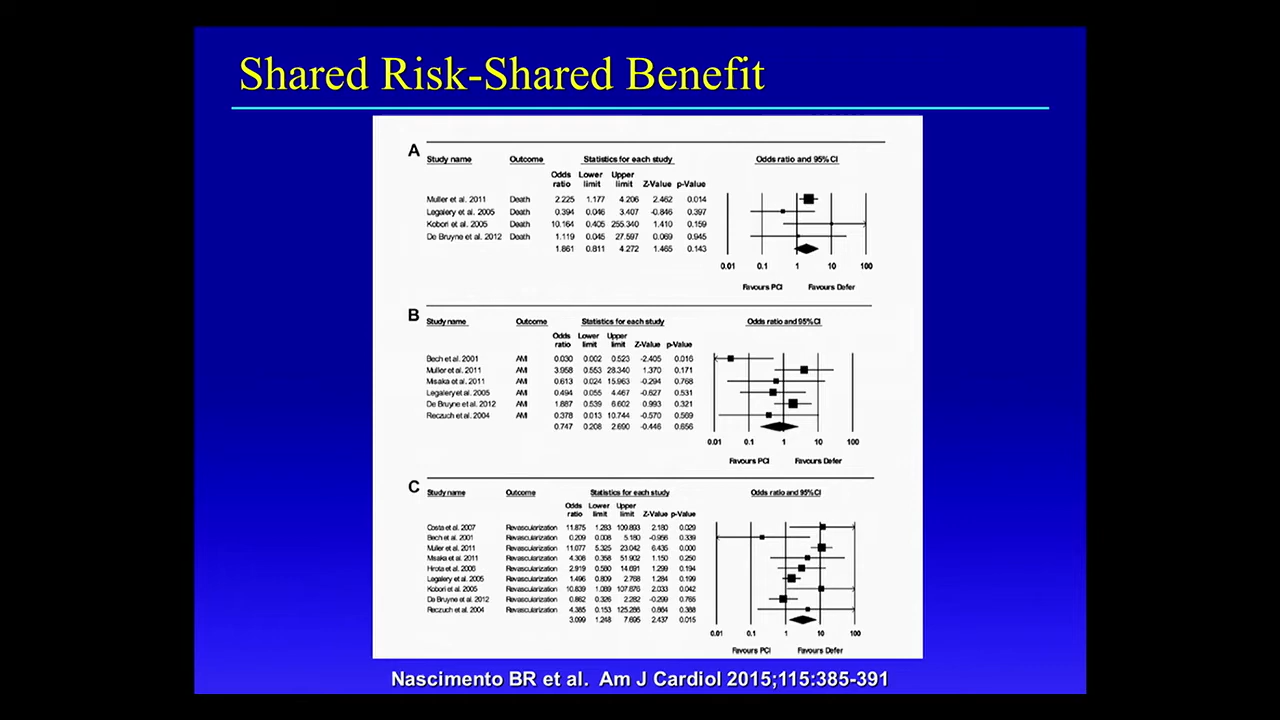 Shared Risk-Shared Benefit
A
Study name Outcome Statistics for each study Odds ratio and 95% CI
Odds ratio Lower limit Upper limit Z-Value p-Value
Muller et al. 2011 Death 2.225 1.177 4.206 2.462 0.014
Legalery et al. 2005 Death 0.394 0.046 3.407 -0.846 0.397
Kobori et al. 2005 Death 10.164 0.405 255.340 1.410 0.159
De Bruyne et al. 2012 Death 1.119 0.045 27.597 0.069 0.945
1.861 0.811 4.272 1.465 0.143
0.01 0.1 1 10 100
Favours PCI Favours Defer
B
Study name Outcome Statistics for each study Odds ratio and 95% CI
Odds ratio Lower limit Upper limit Z-Value p-Value
Bech et al. 2001 AMI 0.030 0.002 0.523 -2.405 0.016
Muller et al. 2011 AMI 3.958 0.553 28.340 1.370 0.171
Misaka et al. 2011 AMI 0.613 0.024 15.963 -0.294 0.768
Legalery et al. 2005 AMI 0.494 0.055 4.467 -0.627 0.531
De Bruyne et al. 2012 AMI 1.887 0.539 6.602 0.993 0.321
Reczuch et al. 2004 AMI 0.378 0.013 10.744 -0.570 0.569
0.747 0.208 2.690 -0.446 0.656
0.01 0.1 1 10 100
Favours PCI Favours Defer
C
Study name Outcome Statistics for each study Odds ratio and 95% CI
Odds ratio Lower limit Upper limit Z-Value p-Value
Costa et al. 2007 Revascularization 11.875 1.283 109.893 2.180 0.029
Bech et al. 2001 Revascularization 0.209 0.008 5.180 -0.956 0.339
Muller et al. 2011 Revascularization 11.077 5.325 23.042 6.435 0.000
Misaka et al. 2011 Revascularization 4.308 0.358 51.902 1.150 0.250
Hirota et al. 2006 Revascularization 2.919 0.580 14.691 1.299 0.194
Legalery et al. 2005 Revascularization 1.496 0.809 2.768 1.284 0.199
Kobori et al. 2005 Revascularization 10.839 1.089 107.876 2.033 0.042
De Bruyne et al. 2012 Revascularization 0.862 0.326 2.282 -0.299 0.765
Reczuch et al. 2004 Revascularization 4.385 0.153 125.286 0.864 0.388
3.099 1.248 7.695 2.437 0.015
0.01 0.1 1 10 100
Favours PCI Favours Defer
Nascimento BR et al. Am J Cardiol 2015;115:385-391